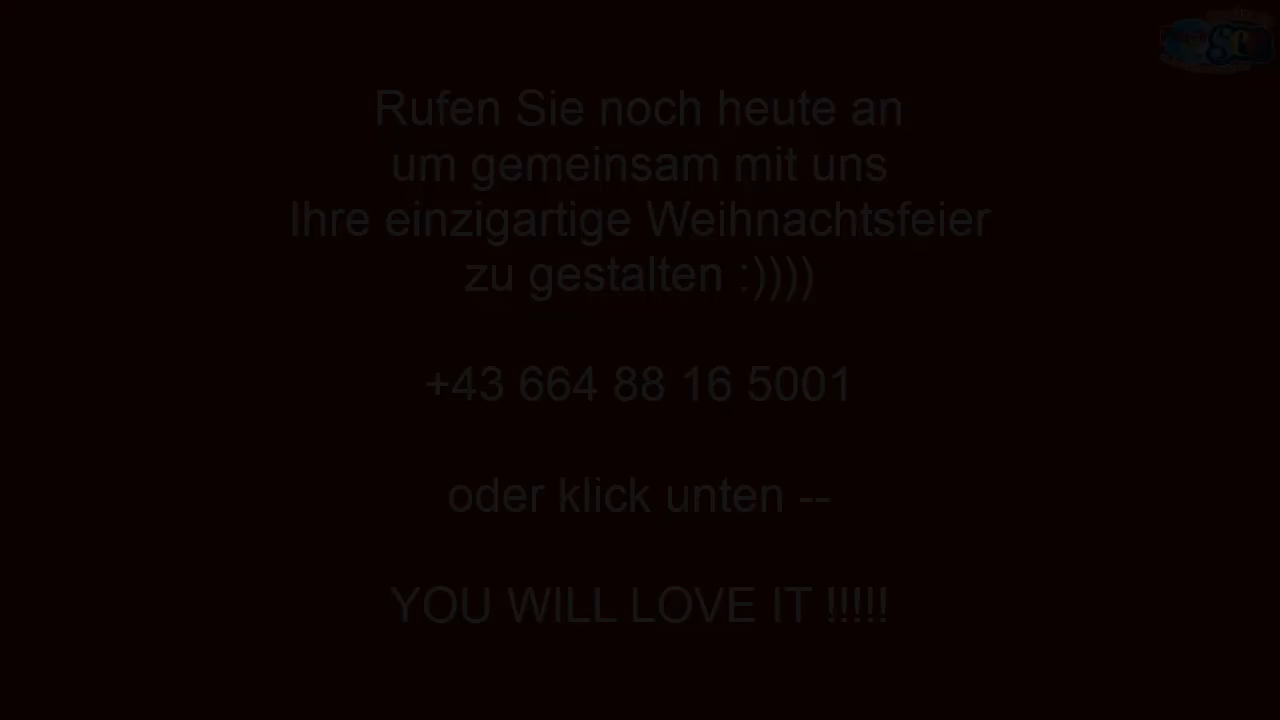 Rufen Sie noch heute an
um gemeinsam mit uns
Ihre einzigartige Weihnachtsfeier
zu gestalten :))))
+43 664 88 16 5001
oder klick unten --
YOU WILL LOVE IT !!!!!